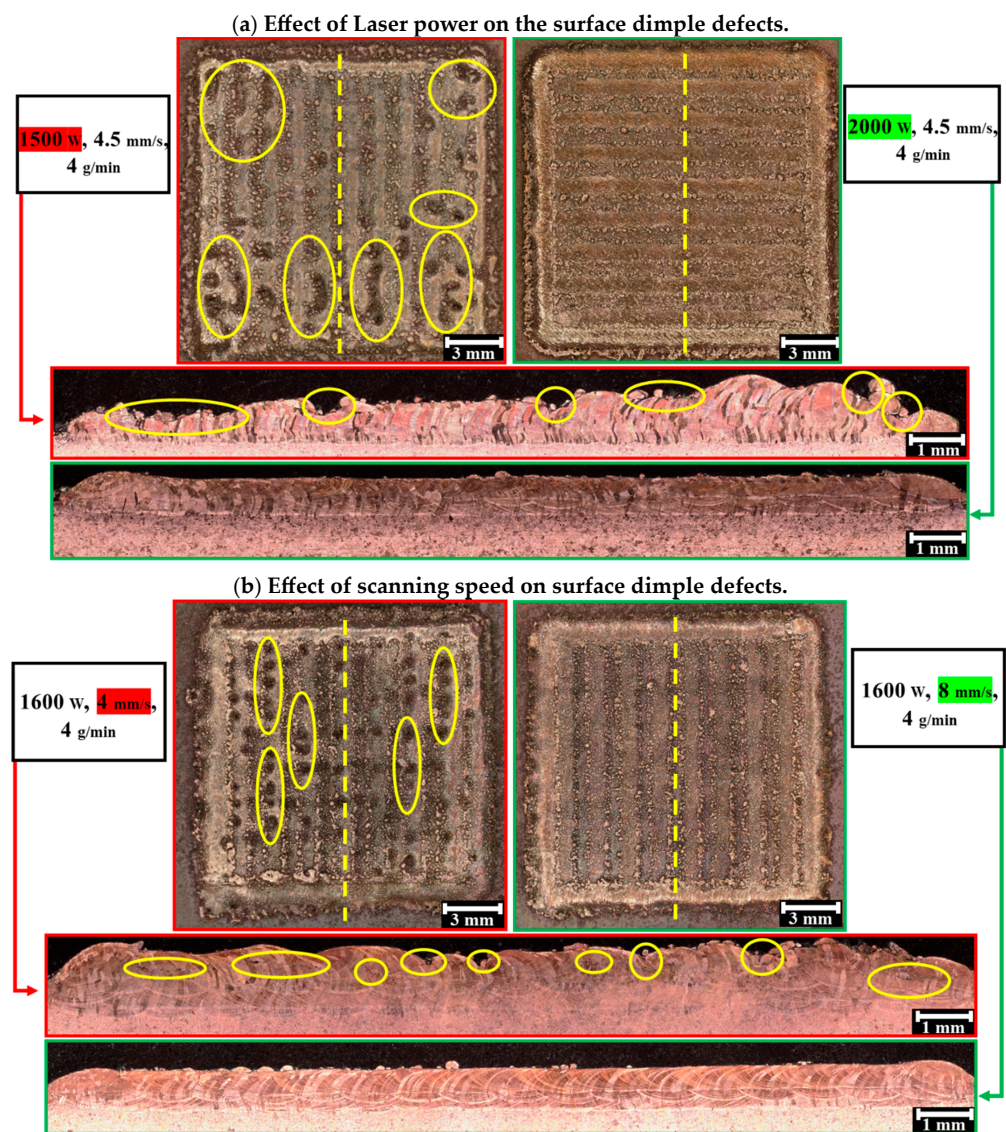 (a) Effect of Laser power on the surface dimple defects.
1500 W, 4.5 mm/s,
4 g/min
2000 W, 4.5 mm/s,
4 g/min
3 mm
3 mm
1 mm
1 mm
(b) Effect of scanning speed on surface dimple defects.
1600 W, 4 mm/s,
4 g/min
1600 W, 8 mm/s,
4 g/min
3 mm
3 mm
1 mm
1 mm